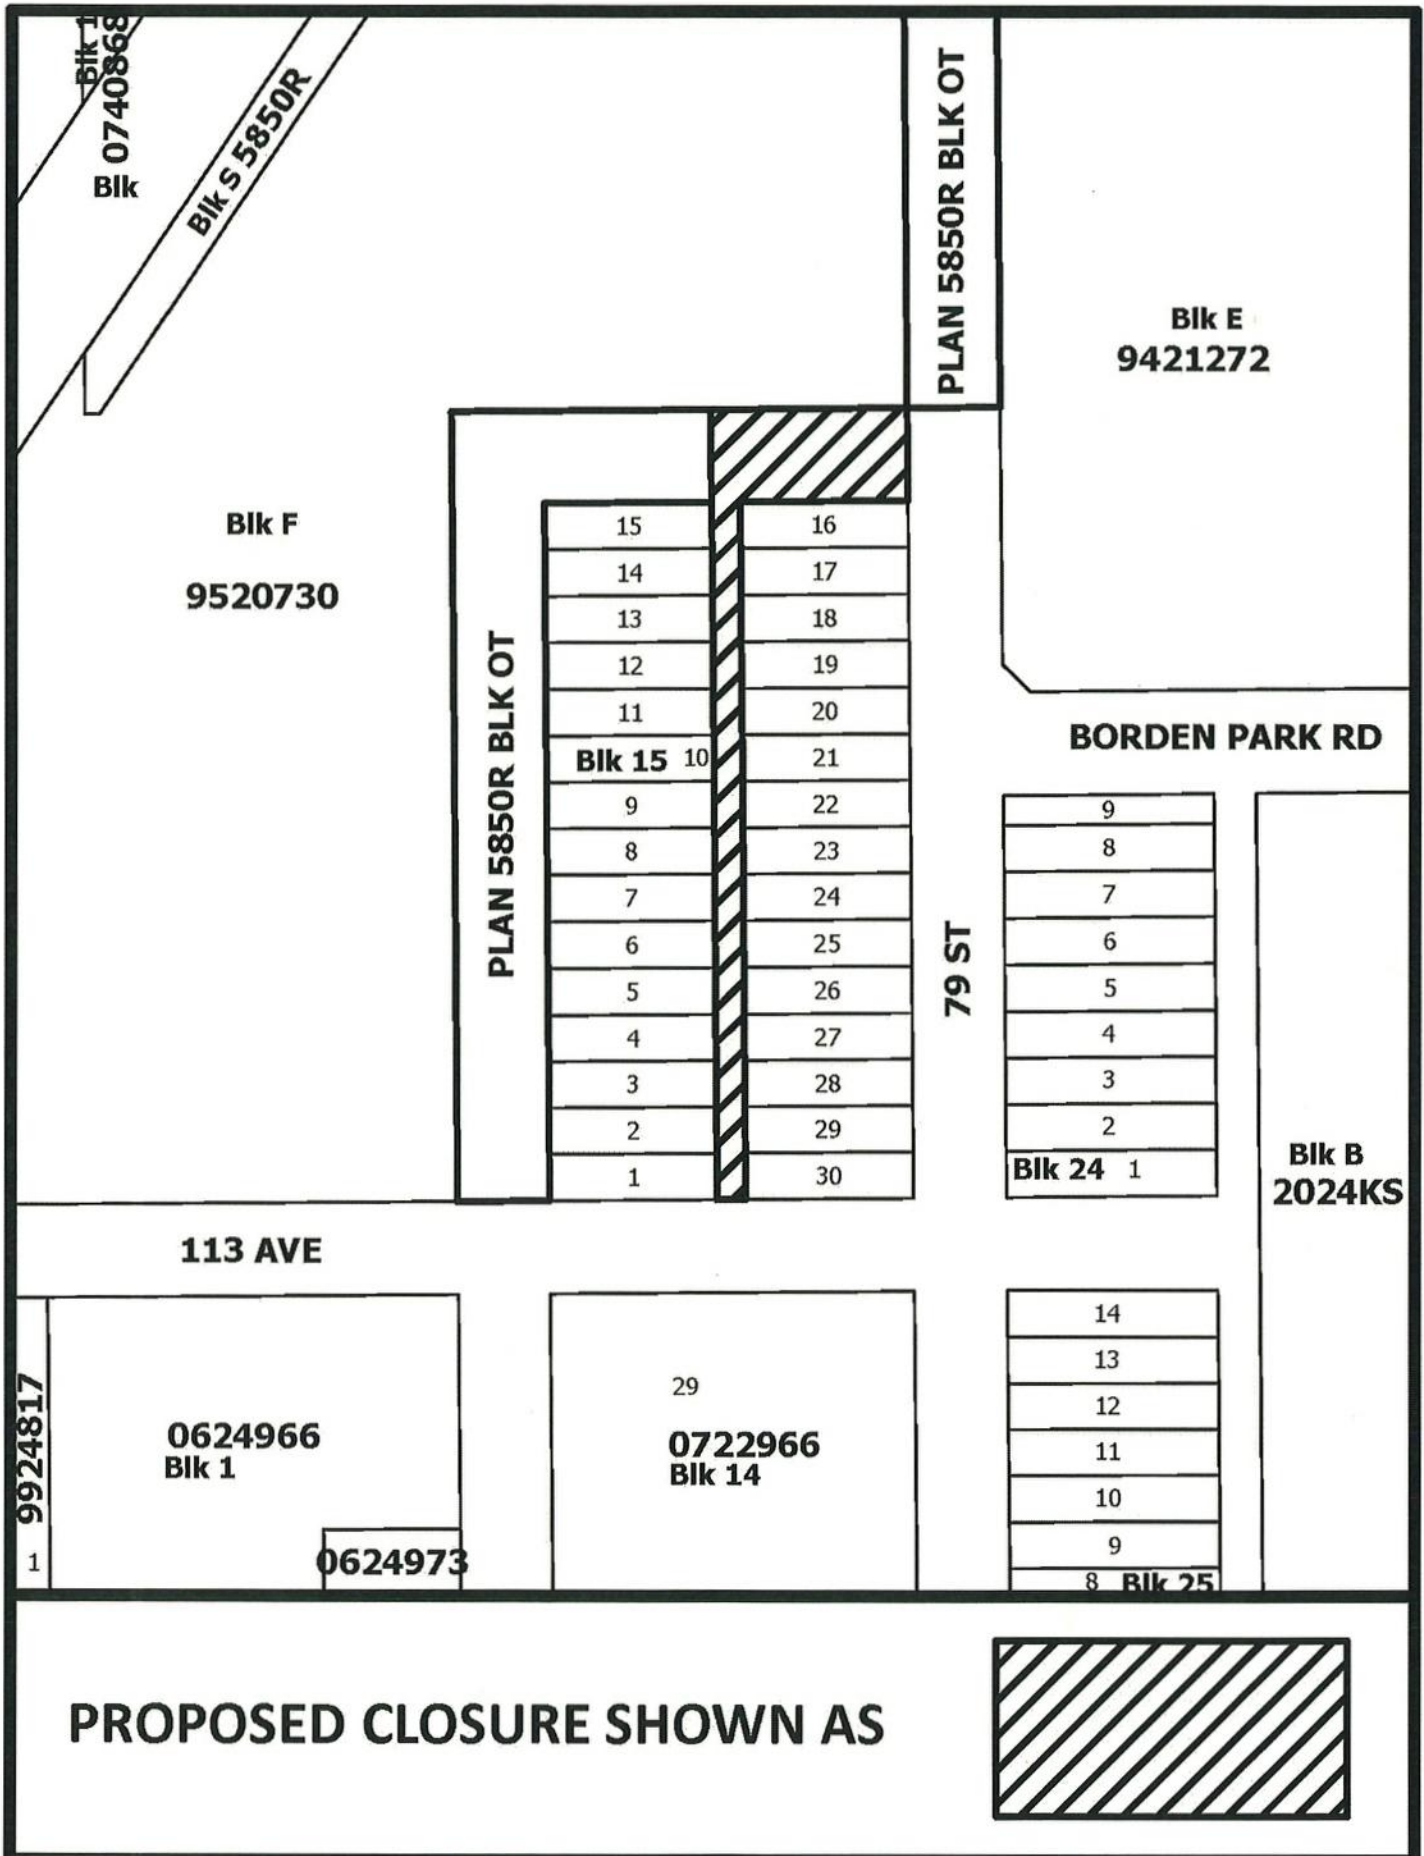 Blk 1
0740868
Blk
Blk S 5850R
PLAN 5850R BLK OT
Blk E
9421272
Blk F
9520730
PLAN 5850R BLK OT
15
14
13
12
11
Blk 15 10
9
8
7
6
5
4
3
2
1
16
17
18
19
20
21
22
23
24
25
26
27
28
29
30
79 ST
BORDEN PARK RD
9
8
7
6
5
4
3
2
Blk 24 1
Blk B
2024KS
113 AVE
9924817
1
0624966
Blk 1
0624973
29
0722966
Blk 14
14
13
12
11
10
9
8 Blk 25
PROPOSED CLOSURE SHOWN AS